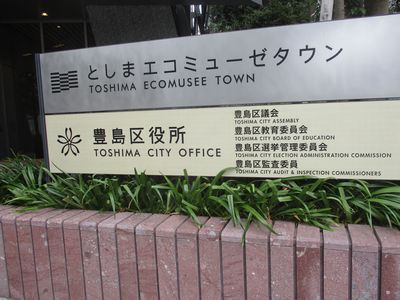 としまエコミューゼタウン
TOSHIMA ECOMUSEE TOWN
豊島区役所
TOSHIMA CITY OFFICE
豊島区議会
TOSHIMA CITY ASSEMBLY
豊島区教育委員会
TOSHIMA CITY BOARD OF EDUCATION
豊島区選挙管理委員会
TOSHIMA CITY ELECTION ADMINISTRATION COMMISSION
豊島区監査委員
TOSHIMA CITY AUDIT & INSPECTION COMMISSIONERS